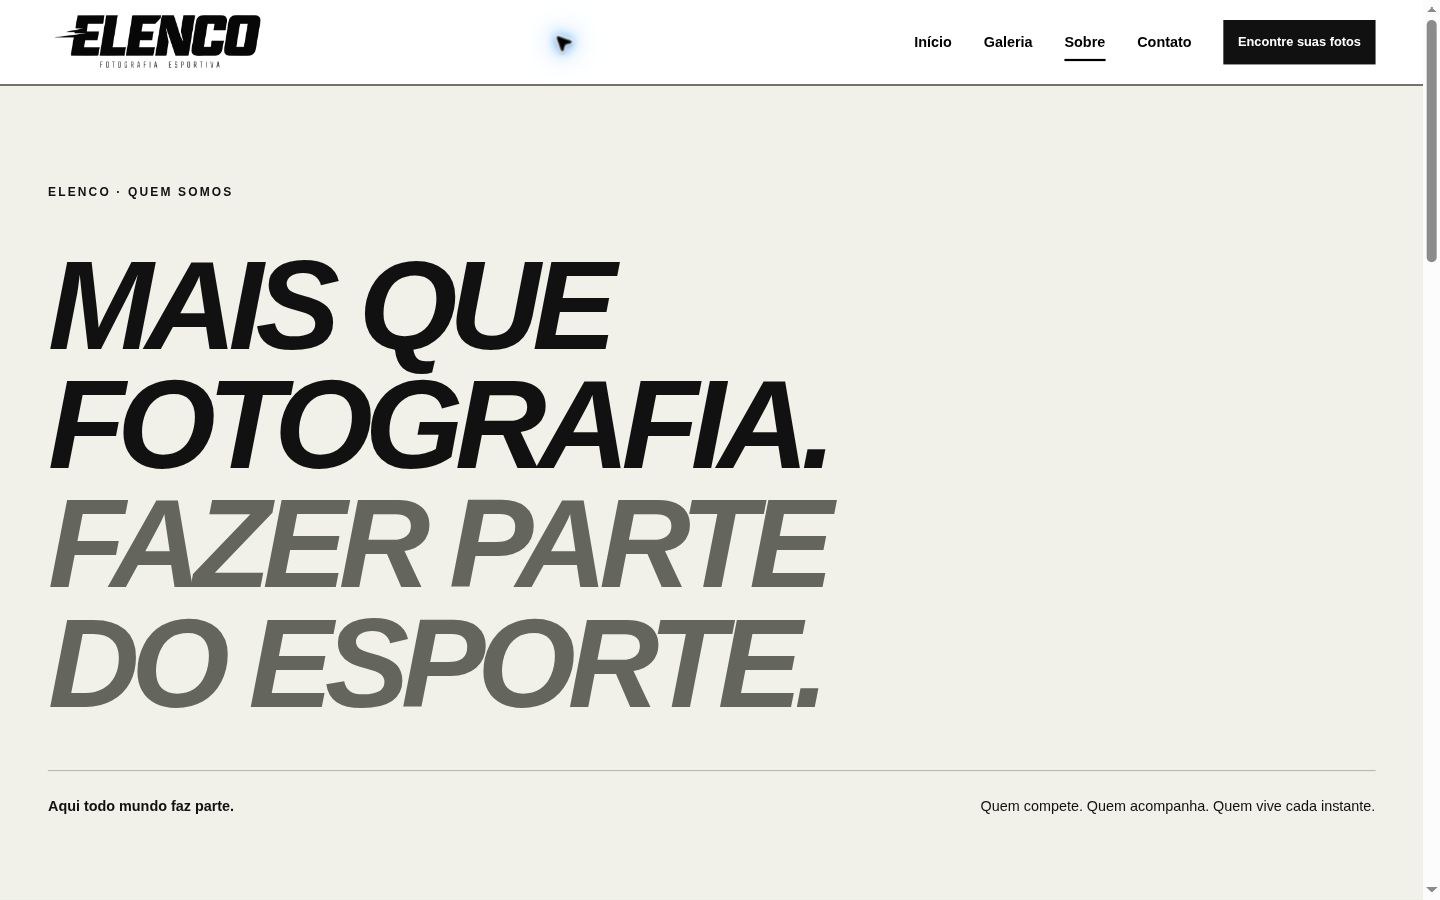 ELENCO
FOTOGRAFIA ESPORTIVA
Início
Galeria
Sobre
Contato
Encontre suas fotos
ELENCO · QUEM SOMOS
MAIS QUE
FOTOGRAFIA.
FAZER PARTE
DO ESPORTE.
Aqui todo mundo faz parte.
Quem compete. Quem acompanha. Quem vive cada instante.